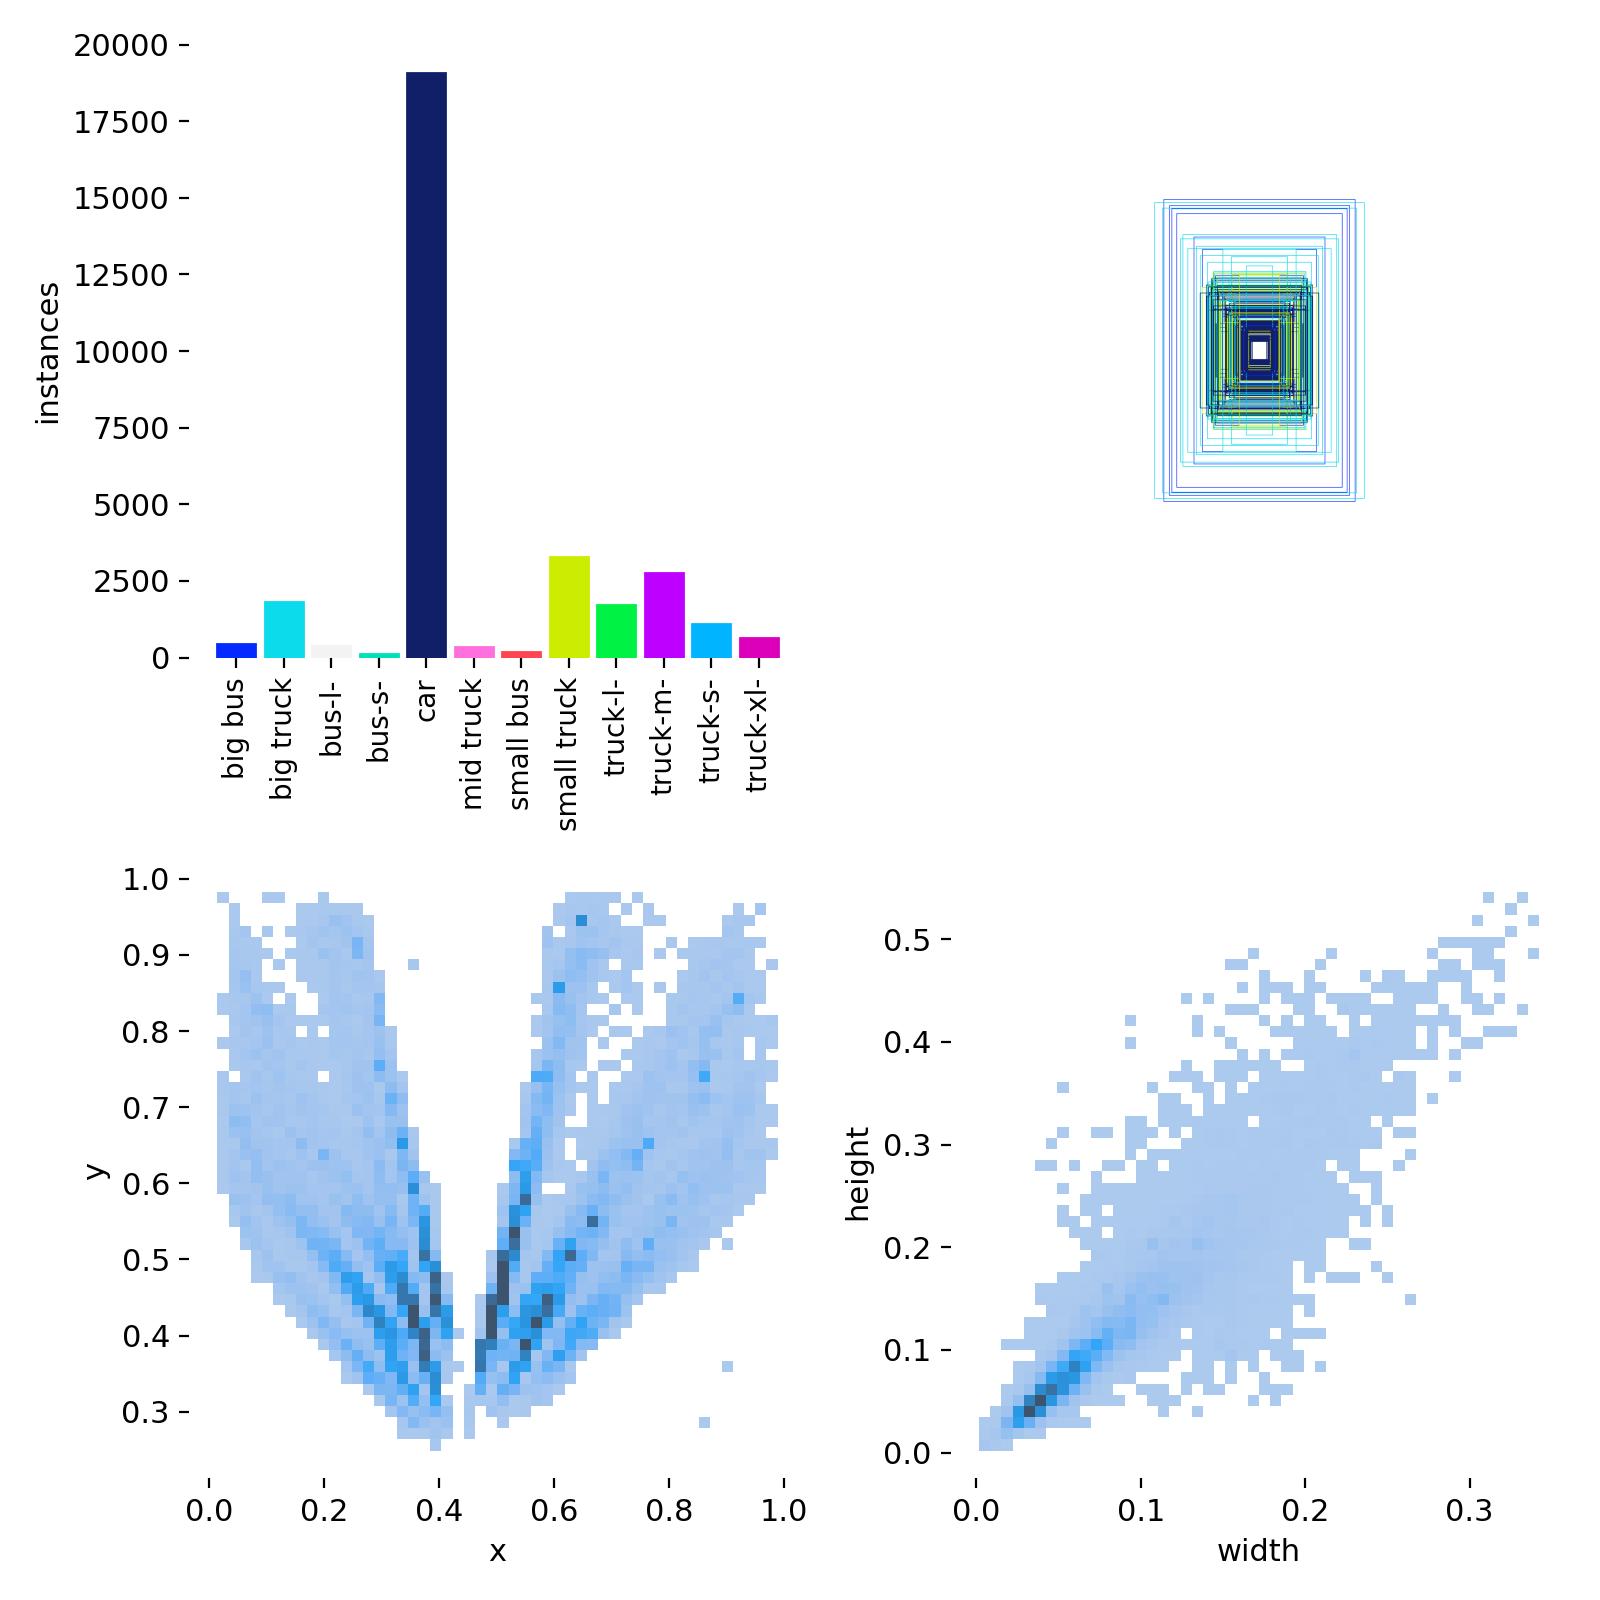 20000
17500
15000
12500
10000
7500
5000
2500
0
instances
big bus
big truck
bus-l-
bus-s-
car
mid truck
small bus
small truck
truck-l-
truck-m-
truck-s-
truck-xl-
1.0
0.9
0.8
0.7
0.6
0.5
0.4
0.3
y
0.0 0.2 0.4 0.6 0.8 1.0
x
0.5
0.4
0.3
0.2
0.1
0.0
height
0.0 0.1 0.2 0.3
width